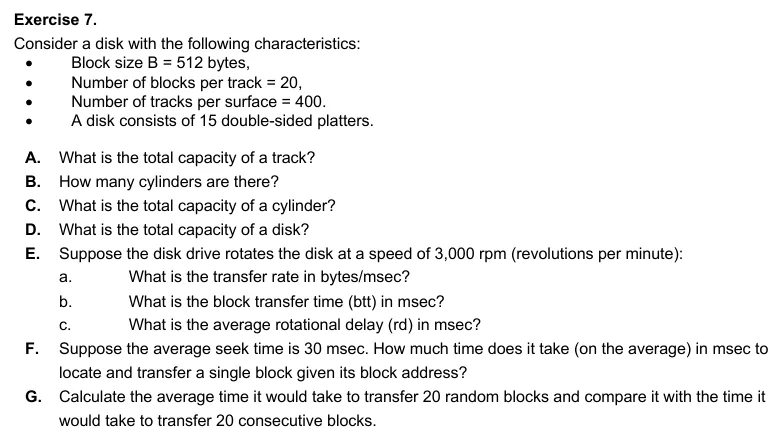 Exercise 7.
Consider a disk with the following characteristics:
• Block size B = 512 bytes,
• Number of blocks per track = 20,
• Number of tracks per surface = 400.
• A disk consists of 15 double-sided platters.
A. What is the total capacity of a track?
B. How many cylinders are there?
C. What is the total capacity of a cylinder?
D. What is the total capacity of a disk?
E. Suppose the disk drive rotates the disk at a speed of 3,000 rpm (revolutions per minute):
a. What is the transfer rate in bytes/msec?
b. What is the block transfer time (btt) in msec?
c. What is the average rotational delay (rd) in msec?
F. Suppose the average seek time is 30 msec. How much time does it take (on the average) in msec to
locate and transfer a single block given its block address?
G. Calculate the average time it would take to transfer 20 random blocks and compare it with the time it
would take to transfer 20 consecutive blocks.